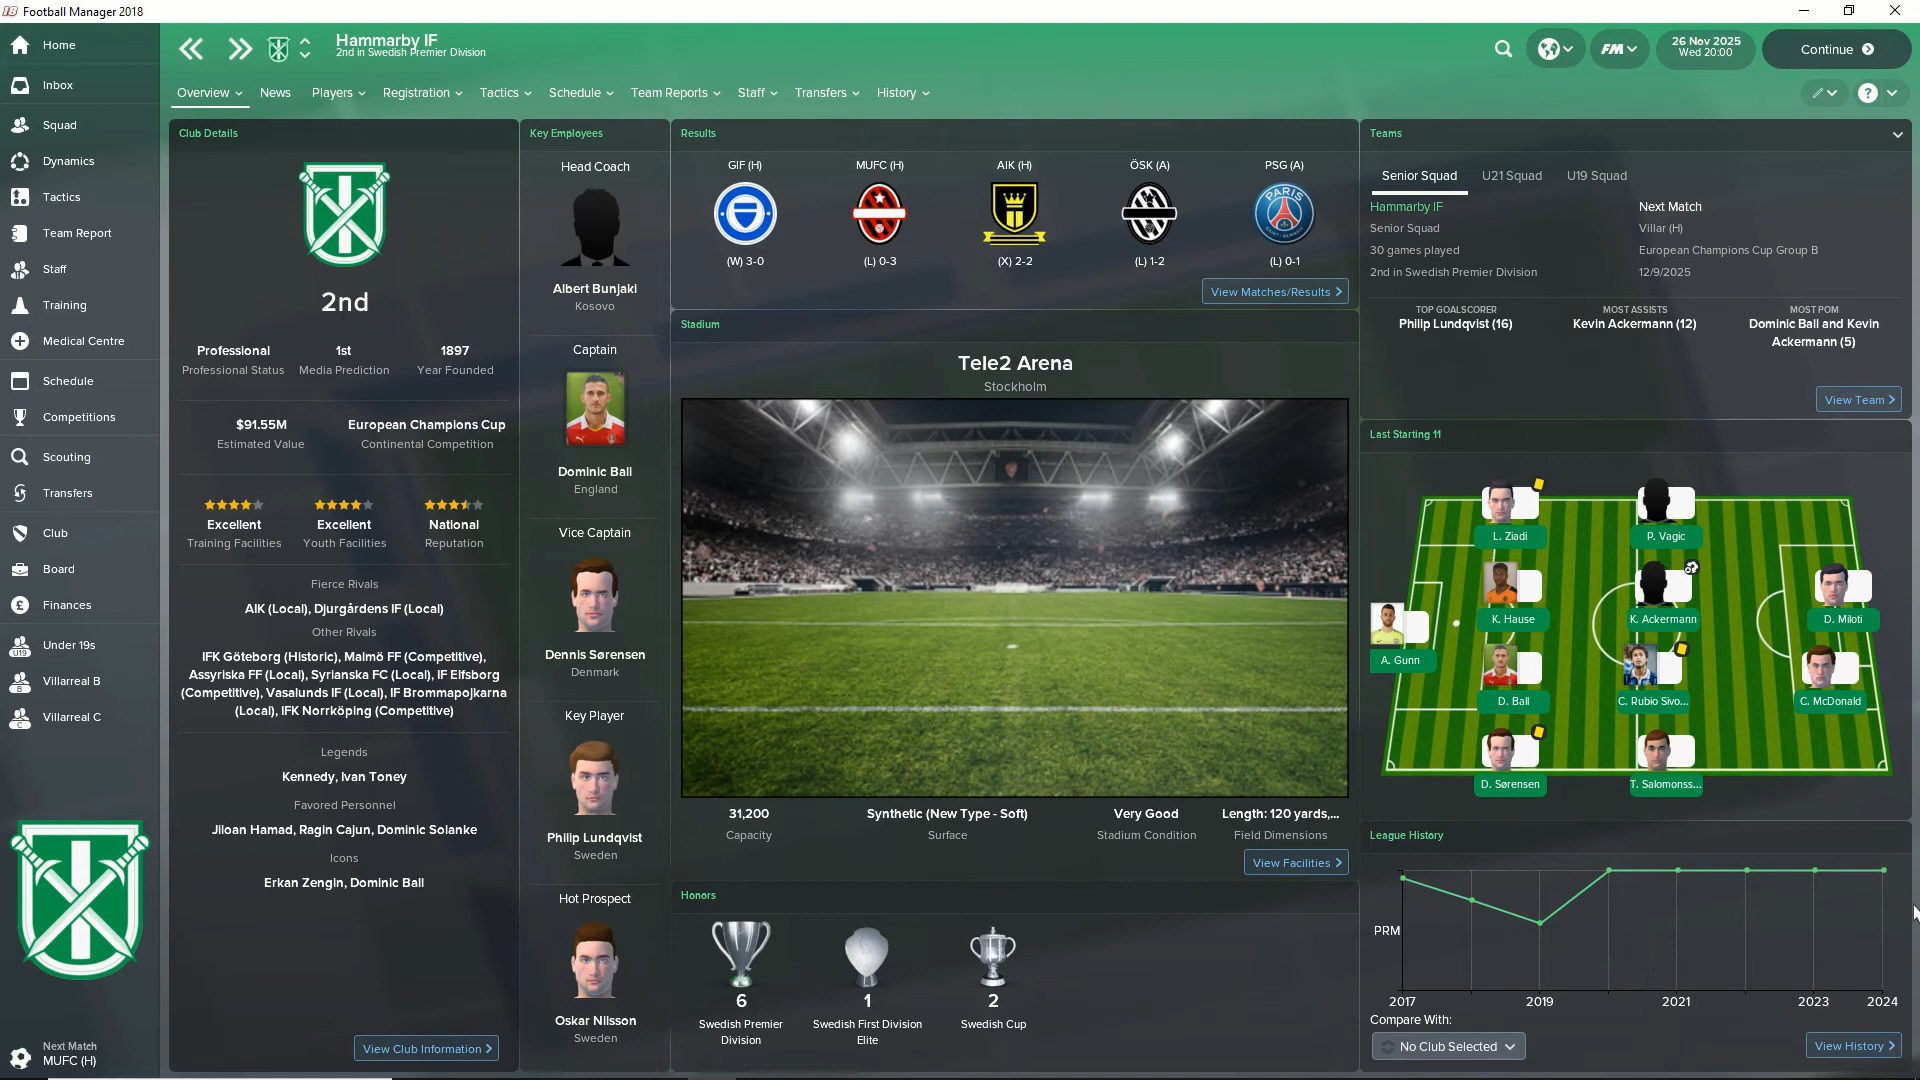 Football Manager 2018
Home
Inbox
Squad
Dynamics
Tactics
Team Report
Staff
Training
Medical Centre
Schedule
Competitions
Scouting
Transfers
Club
Board
Finances
Under 19s
Villarreal B
Villarreal C
Next Match
MUFC (H)
Hammarby IF
2nd in Swedish Premier Division
FM
26 Nov 2025
Wed 20:00
Continue
Overview News Players Registration Tactics Schedule Team Reports Staff Transfers History
Club Details
2nd
Professional 1st 1897
Professional Status Media Prediction Year Founded
$91.55M European Champions Cup
Estimated Value Continental Competition
Excellent Excellent National
Training Facilities Youth Facilities Reputation
Fierce Rivals
AIK (Local), Djurgårdens IF (Local)
Other Rivals
IFK Göteborg (Historic), Malmö FF (Competitive),
Assyriska FF (Local), Syrianska FC (Local), IF Elfsborg
(Competitive), Vasalunds IF (Local), IF Brommapojkarna
(Local), IFK Norrköping (Competitive)
Legends
Kennedy, Ivan Toney
Favored Personnel
Jiloan Hamad, Ragin Cajun, Dominic Solanke
Icons
Erkan Zengin, Dominic Ball
View Club Information
Key Employees
Head Coach
Albert Bunjaki
Kosovo
Captain
Dominic Ball
England
Vice Captain
Dennis Sørensen
Denmark
Key Player
Philip Lundqvist
Sweden
Hot Prospect
Oskar Nilsson
Sweden
Results
GIF (H) MUFC (H) AIK (H) ÖSK (A) PSG (A)
PARIS
(W) 3-0 (L) 0-3 (X) 2-2 (L) 1-2 (L) 0-1
View Matches/Results
Stadium
Tele2 Arena
Stockholm
31,200 Synthetic (New Type - Soft) Very Good Length: 120 yards,...
Capacity Surface Stadium Condition Field Dimensions
View Facilities
Honors
6 1 2
Swedish Premier Division
Swedish First Division Elite
Swedish Cup
Teams
Senior Squad U21 Squad U19 Squad
Hammarby IF Next Match
Senior Squad Villar (H)
30 games played European Champions Cup Group B
2nd in Swedish Premier Division 12/9/2025
TOP GOALSCORER MOST ASSISTS MOST POM
Philip Lundqvist (16) Kevin Ackermann (12) Dominic Ball and Kevin
Ackermann (5)
View Team
Last Starting 11
L. Ziadi P. Vagic
K. Hause K. Ackermann D. Miloti
A. Gunn
D. Ball C. Rubio Sivo... C. McDonald
D. Sørensen T. Salomonss...
League History
PRM
2017 2019 2021 2023 2024
Compare With:
No Club Selected
View History